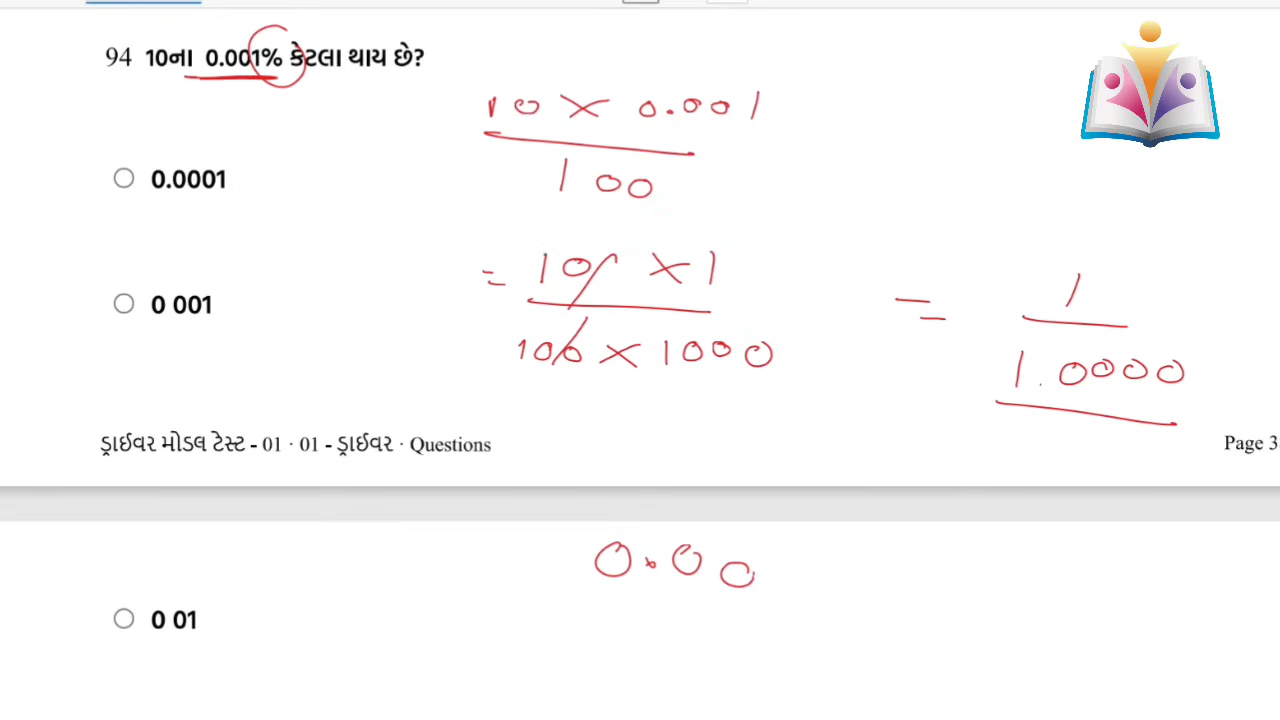 94 10ના 0.001% કેટલા થાય છે?
10 × 0.001
100
0.0001
= 10 × 1
100 × 1000
= 1
1.0000
0 001
ડ્રાઈવર મોડલ ટેસ્ટ - 01 · 01 - ડ્રાઈવર · Questions
Page 3
0.00
0 01